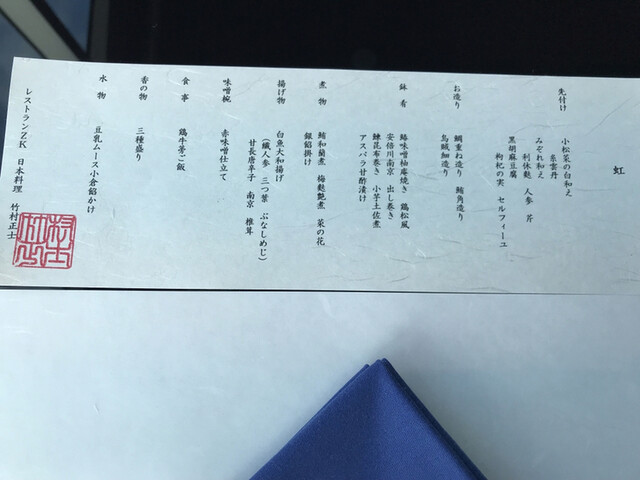 虹
先付け
小松菜の白和え
糸雲丹
みぞれ和え
利休麩 人参 芹
黒胡麻豆腐
枸杞の実 セルフィーユ
お造り
鯛重ね造り 鮪角造り
烏賊細造り
鉢肴
鰆味噌柚庵焼き 鶏松風
安倍川南京 出し巻き
鰊昆布巻き 小芋土佐煮
アスパラ甘酢漬け
煮物
鮪和蘭煮 梅麩艶煮 菜の花
銀餡掛け
揚げ物
白魚大和揚げ
(繊人参 三つ葉 ぶなしめじ)
甘長唐辛子 南京 椎茸
味噌椀
赤味噌仕立て
食事
鶏牛蒡ご飯
香の物
三種盛り
水物
豆乳ムース小倉餡かけ
レストランZK 日本料理 竹村正士